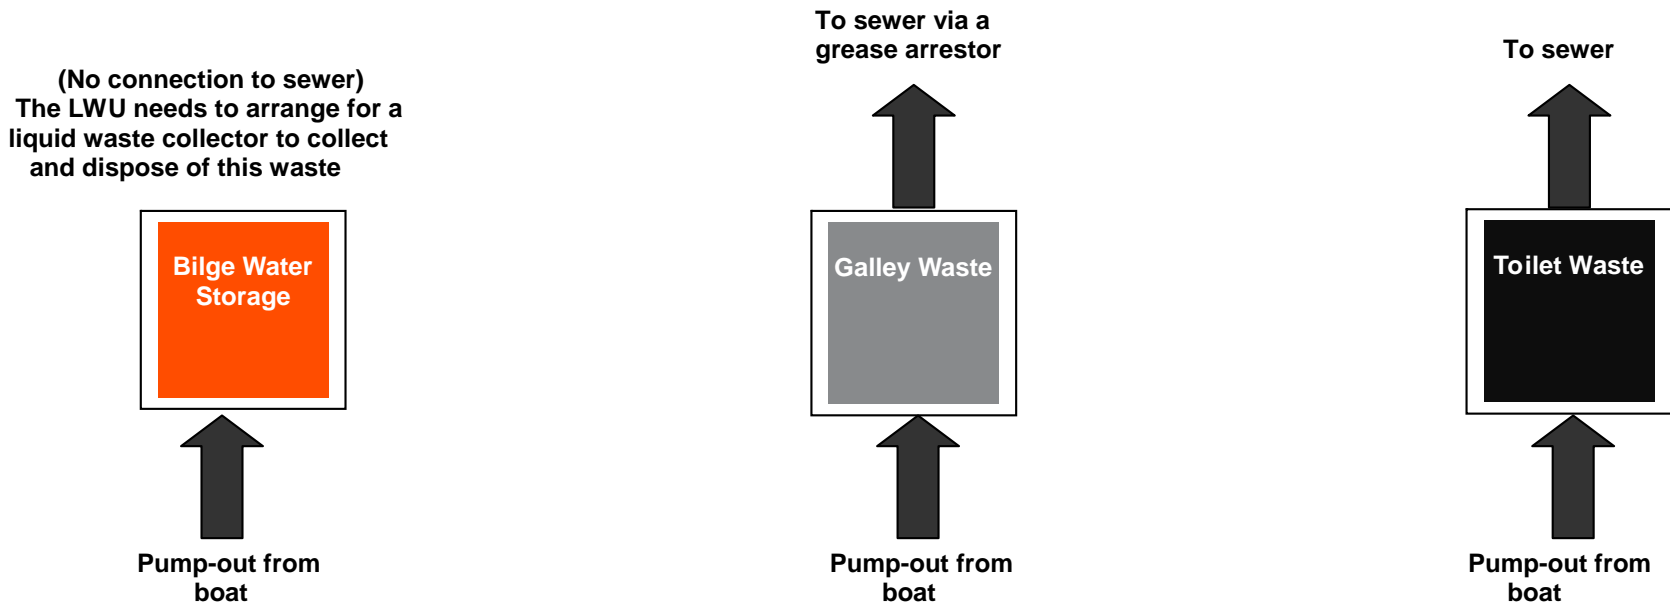 (No connection to sewer)
The LWU needs to arrange for a
liquid waste collector to collect
and dispose of this waste
Bilge Water
Storage
Pump-out from
boat
To sewer via a
grease arrestor
Galley Waste
Pump-out from
boat
To sewer
Toilet Waste
Pump-out from
boat